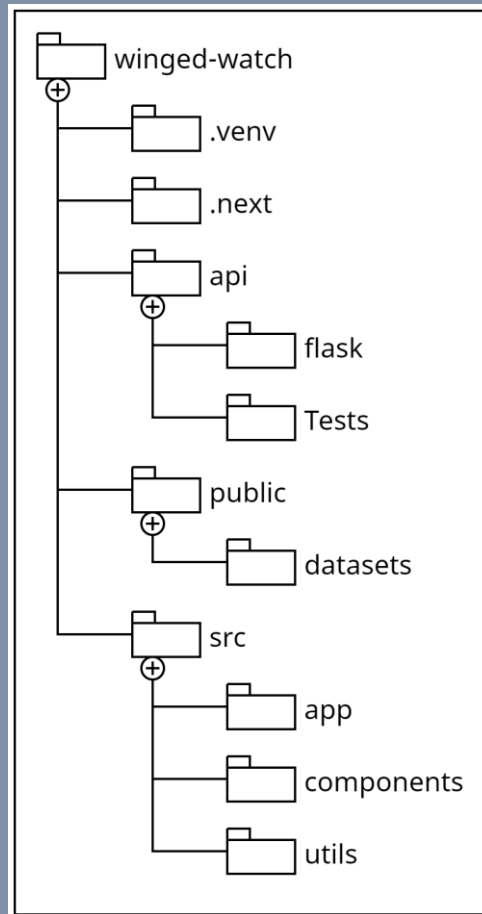 winged-watch
.venv
.next
api
flask
Tests
public
datasets
src
app
components
utils